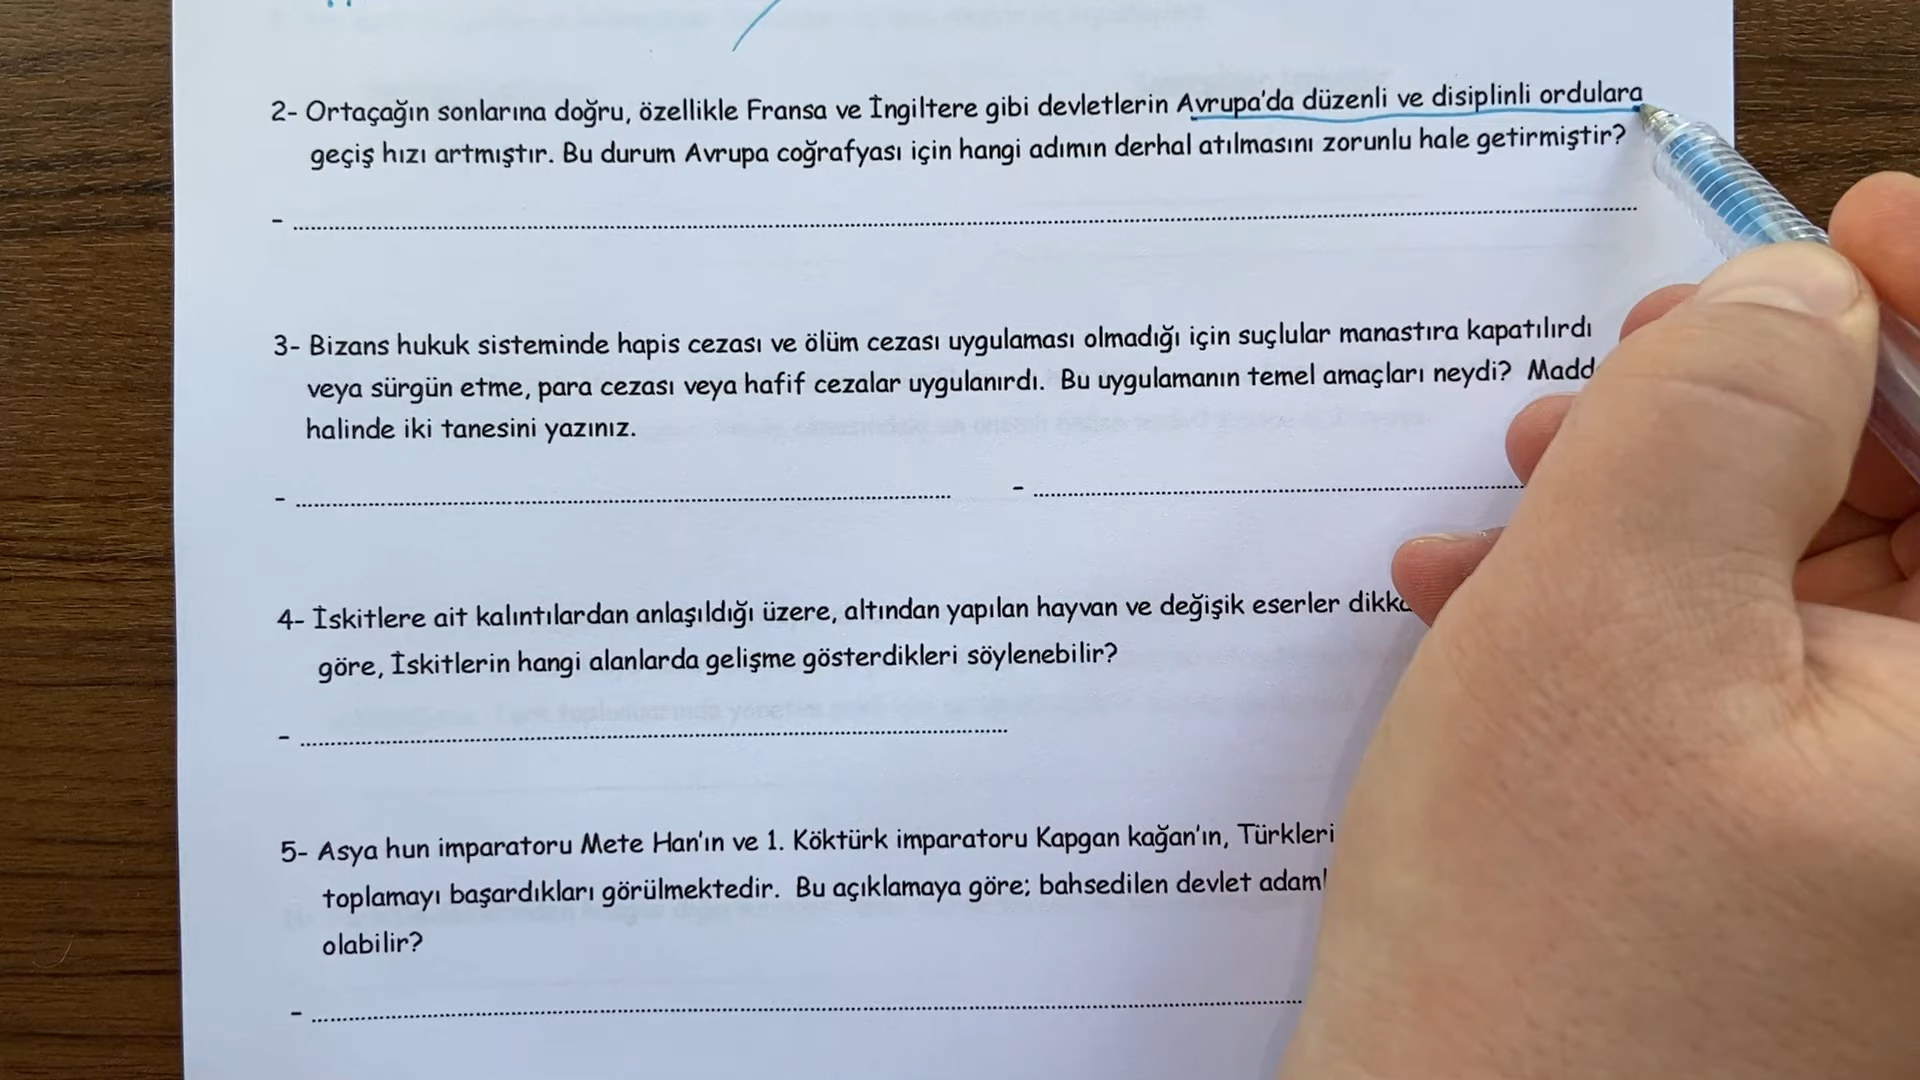 2- Ortaçağın sonlarına doğru, özellikle Fransa ve İngiltere gibi devletlerin Avrupa'da düzenli ve disiplinli ordulara
geçiş hızı artmıştır. Bu durum Avrupa coğrafyası için hangi adımın derhal atılmasını zorunlu hale getirmiştir?
-
3- Bizans hukuk sisteminde hapis cezası ve ölüm cezası uygulaması olmadığı için suçlular manastıra kapatılırdı
veya sürgün etme, para cezası veya hafif cezalar uygulanırdı. Bu uygulamanın temel amaçları neydi?
halinde iki tanesini yazınız.
- -
4- İskitlere ait kalıntılardan anlaşıldığı üzere, altından yapılan hayvan ve değişik eserler
göre, İskitlerin hangi alanlarda gelişme gösterdikleri söylenebilir?
-
5- Asya hun imparatoru Mete Han'ın ve 1. Köktürk imparatoru Kapgan kağan'ın, Türkleri
toplamayı başardıkları görülmektedir. Bu açıklamaya göre; bahsedilen devlet
olabilir?
-